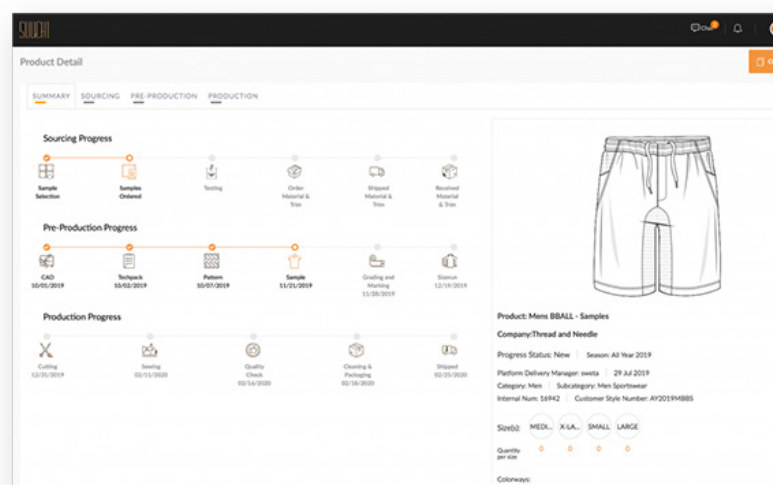 SUUCHI
Chat
Product Detail
SUMMARY SOURCING PRE-PRODUCTION PRODUCTION
Sourcing Progress
Sample Selection
Samples Ordered
Testing
Order Material & Trim
Shipped Material & Trim
Received Material & Trim
Pre-Production Progress
CAD
10/01/2019
Techpack
10/02/2019
Pattern
10/07/2019
Sample
11/21/2019
Grading and Marking
11/28/2019
Sizerun
12/19/2019
Production Progress
Cutting
12/31/2019
Sewing
02/11/2020
Quality Check
02/16/2020
Cleaning & Packaging
02/18/2020
Shipped
02/25/2020
Product: Mens BBALL - Samples
Company:Thread and Needle
Progress Status: New Season: All Year 2019
Platform Delivery Manager: sweta 29 Jul 2019
Category: Men Subcategory: Men Sportswear
Internal Num: 16942 Customer Style Number: AY2019MBBS
Size(s): MEDI... X-LA... SMALL LARGE
Quantity per size 0 0 0 0
Colorways: